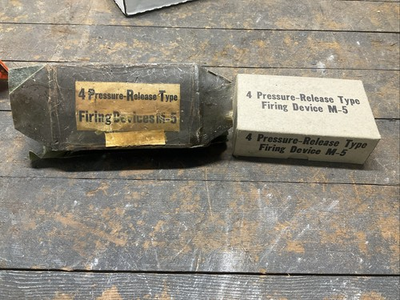 4 Pressure-Release Type
Firing Devices M-5
4 Pressure-Release Type
Firing Device M-5
4 Pressure-Release Type
Firing Device M-5